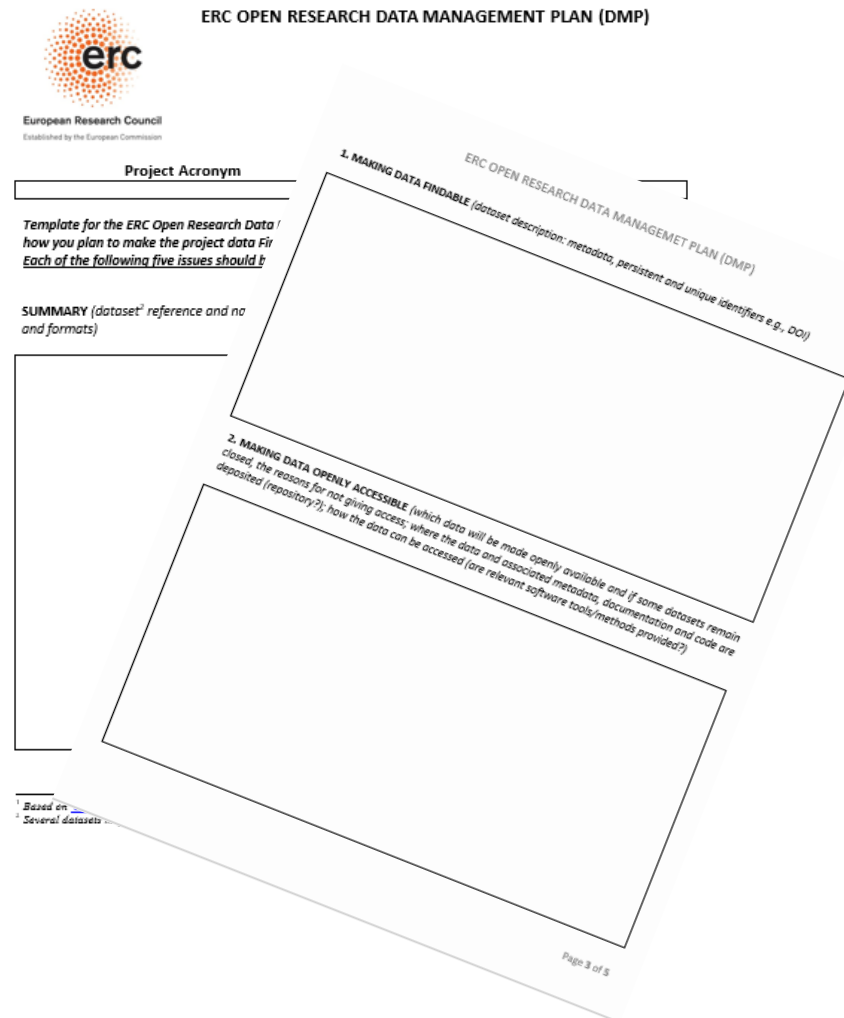 ERC OPEN RESEARCH DATA MANAGEMENT PLAN (DMP)
erc
European Research Council
Established by the European Commission
Project Acronym
Template for the ERC Open Research Data
how you plan to make the project data
Each of the following five issues should
SUMMARY (dataset² reference and
and formats)
¹ Based on
² Several datasets
ERC OPEN RESEARCH DATA MANAGEMET PLAN (DMP)
1. MAKING DATA FINDABLE (dataset description: metadata, persistent and unique identifiers e.g., DOI)
2. MAKING DATA OPENLY ACCESSIBLE (which data will be made openly available and if some datasets remain
closed, the reasons for not giving access; where the data and associated metadata, documentation and code are
deposited (repository?); how the data can be accessed (are relevant software tools/methods provided?)
Page 3 of 5